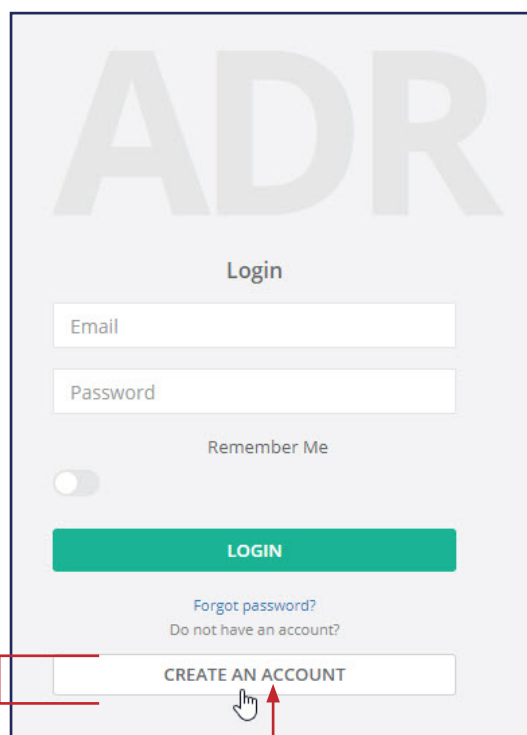 ADR
Login
Email
Password
Remember Me
LOGIN
Forgot password?
Do not have an account?
CREATE AN ACCOUNT